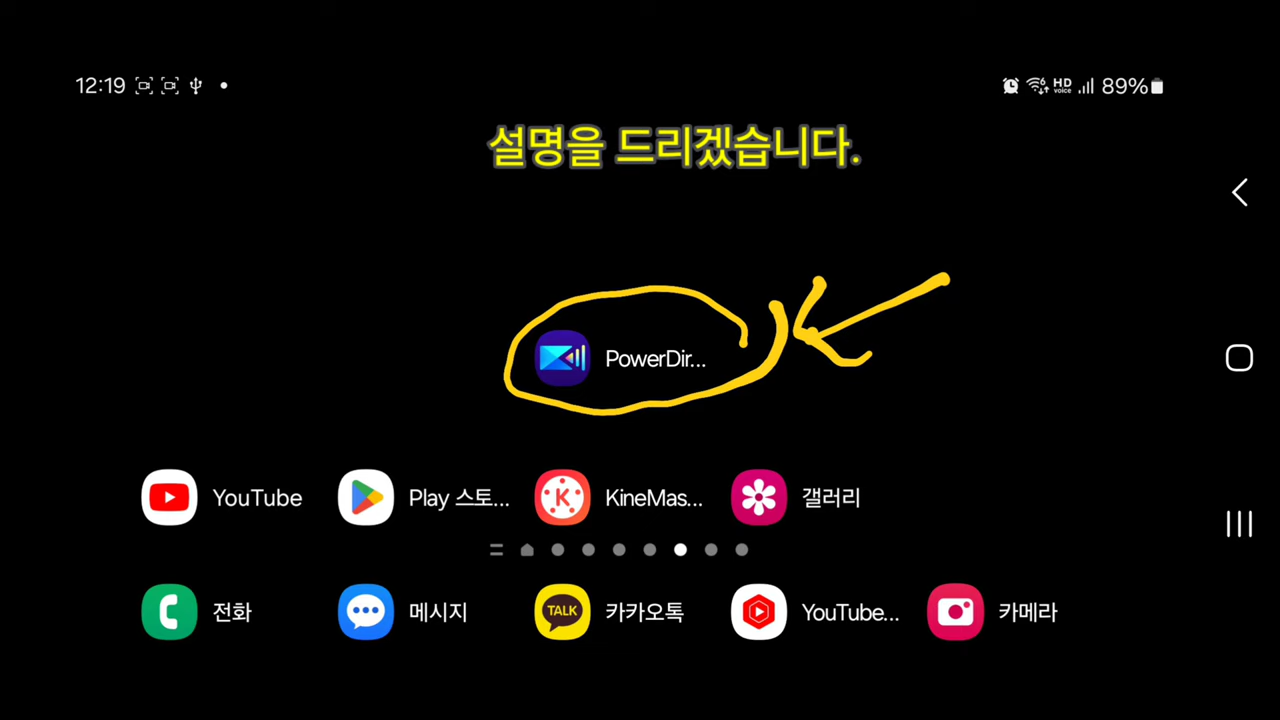 12:19
HD voice 89%
설명을 드리겠습니다.
PowerDir...
YouTube Play 스토... KineMas... 갤러리
전화 메시지 TALK 카카오톡 YouTube... 카메라